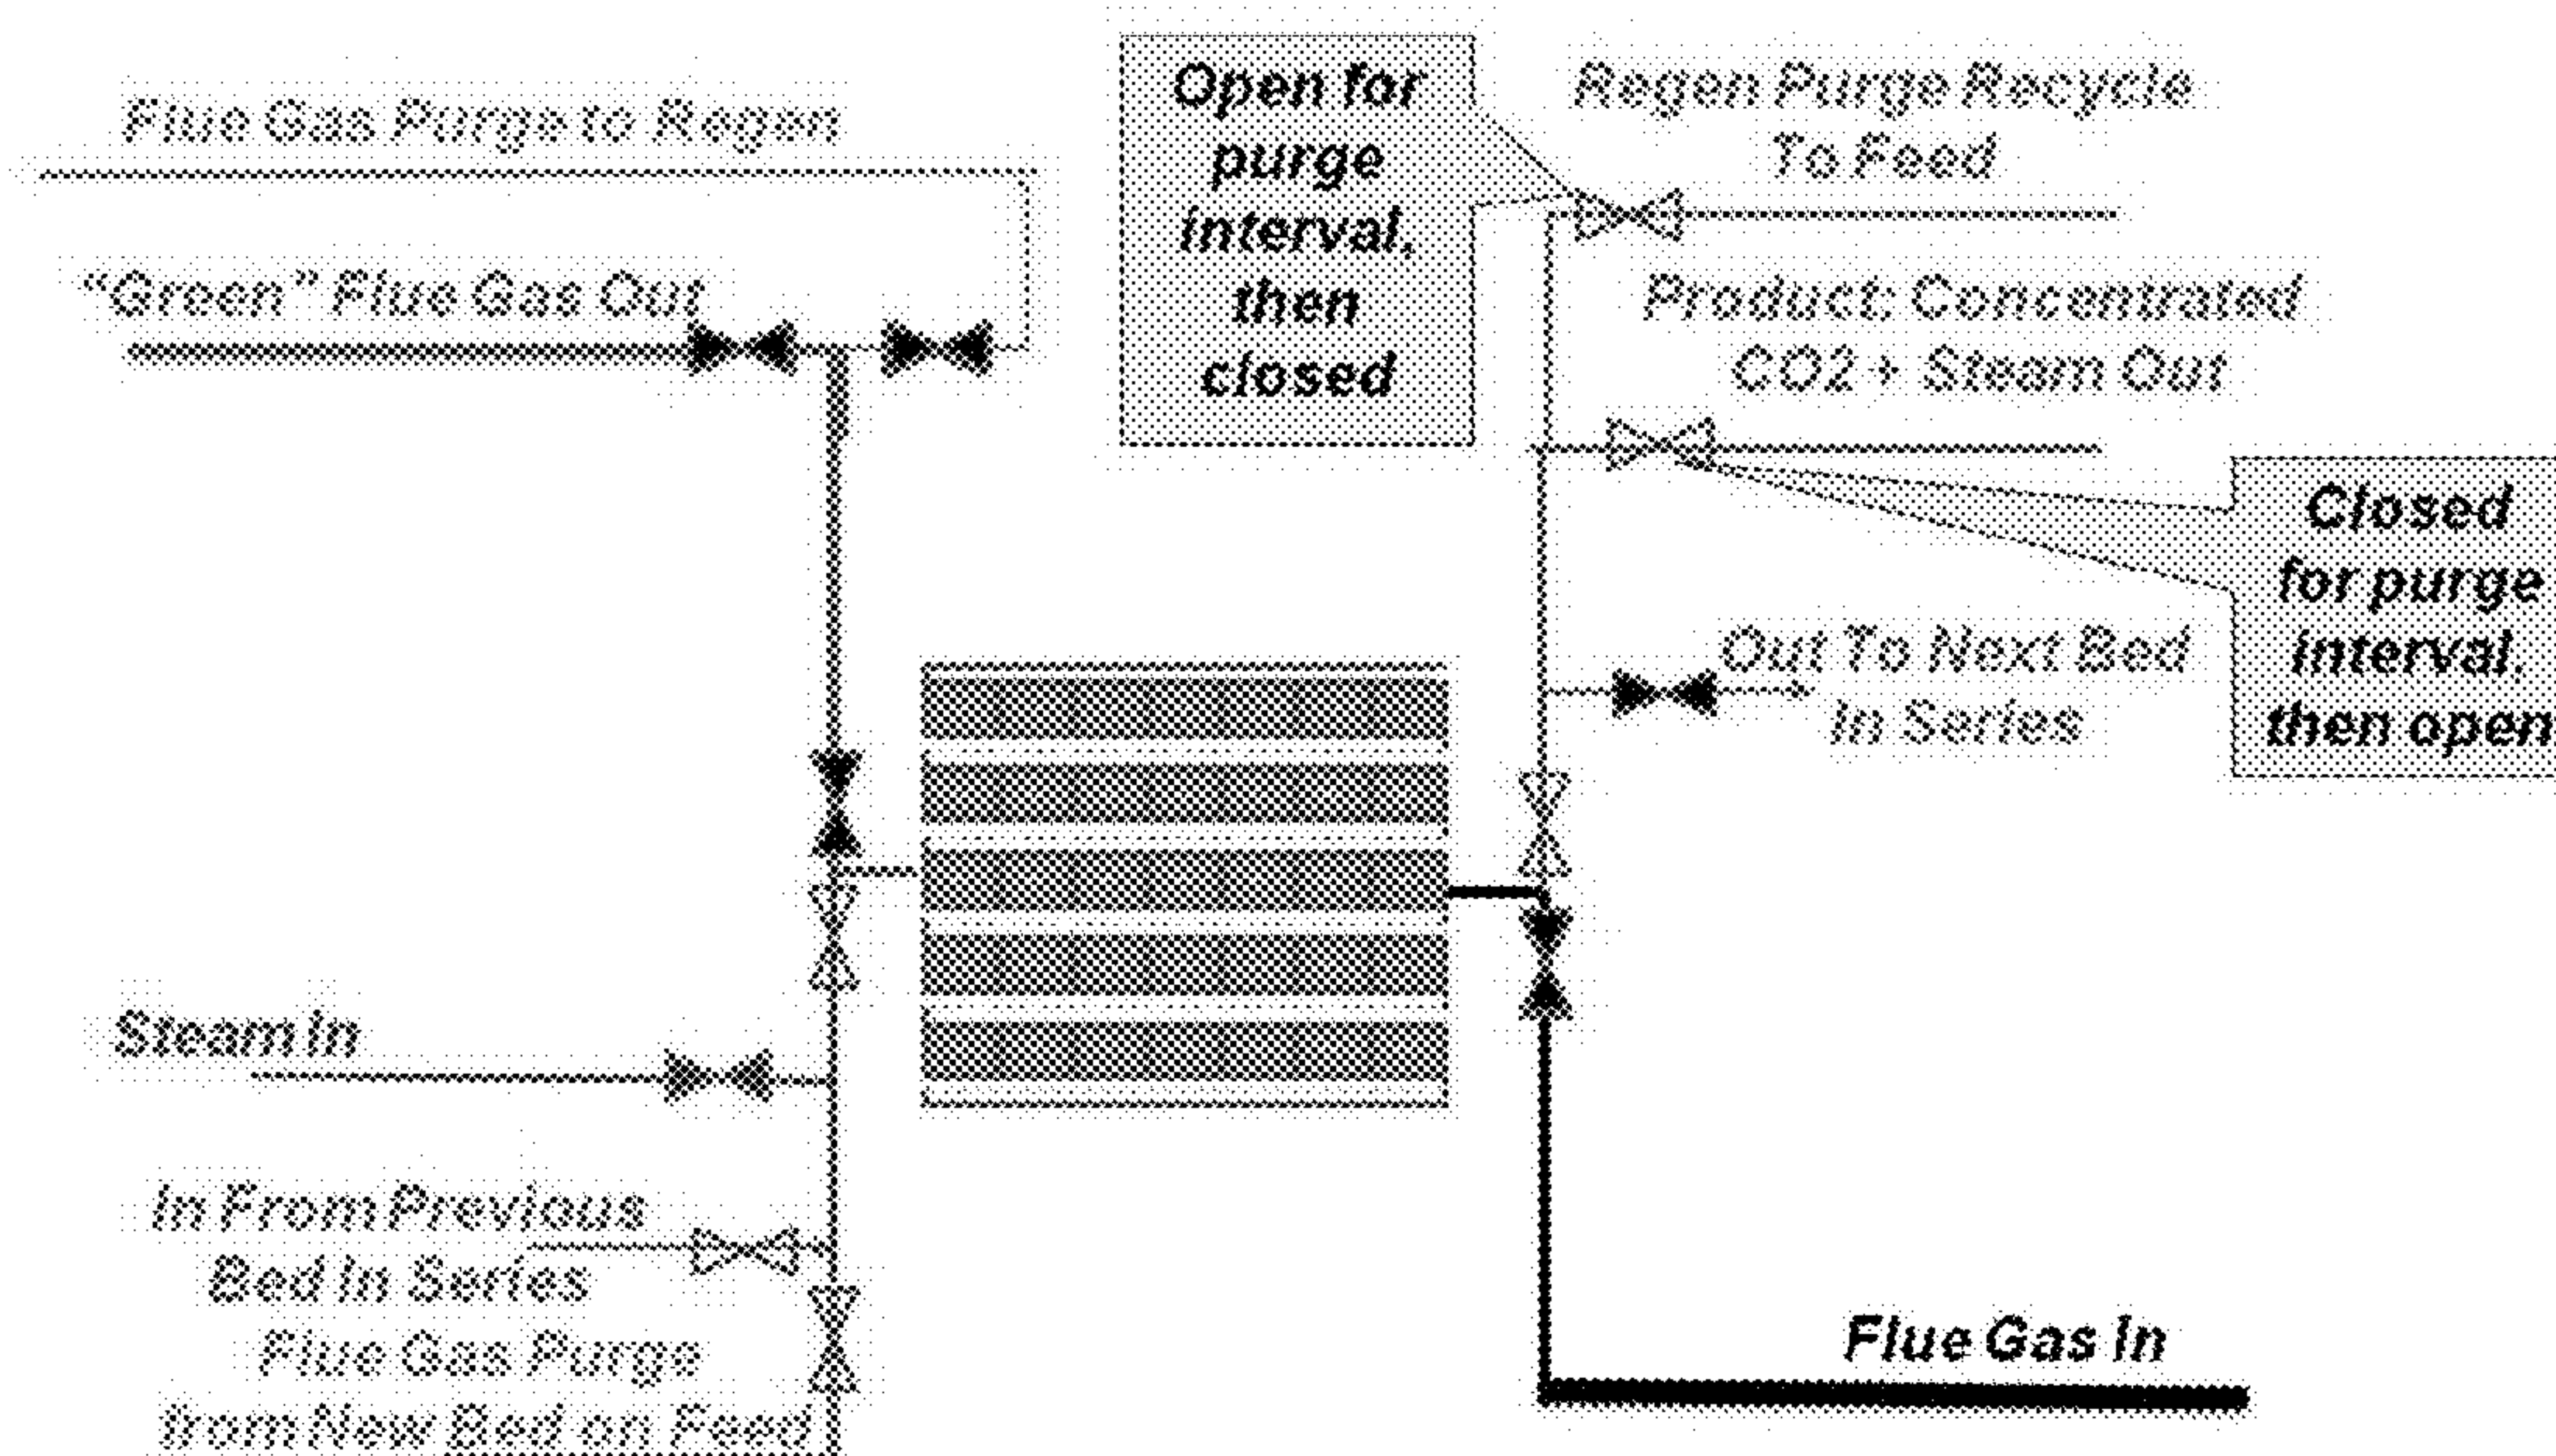 Flue Gas Purge to Regen
"Green" Flue Gas Out
Open for
purge
interval,
then
closed
Regen Purge Recycle
To Feed
Product: Concentrated
CO2 + Steam Out
Closed
for purge
interval,
then open
Out To Next Bed
In Series
Steam In
In From Previous
Bed In Series
Flue Gas Purge
from New Bed on Feed
Flue Gas In